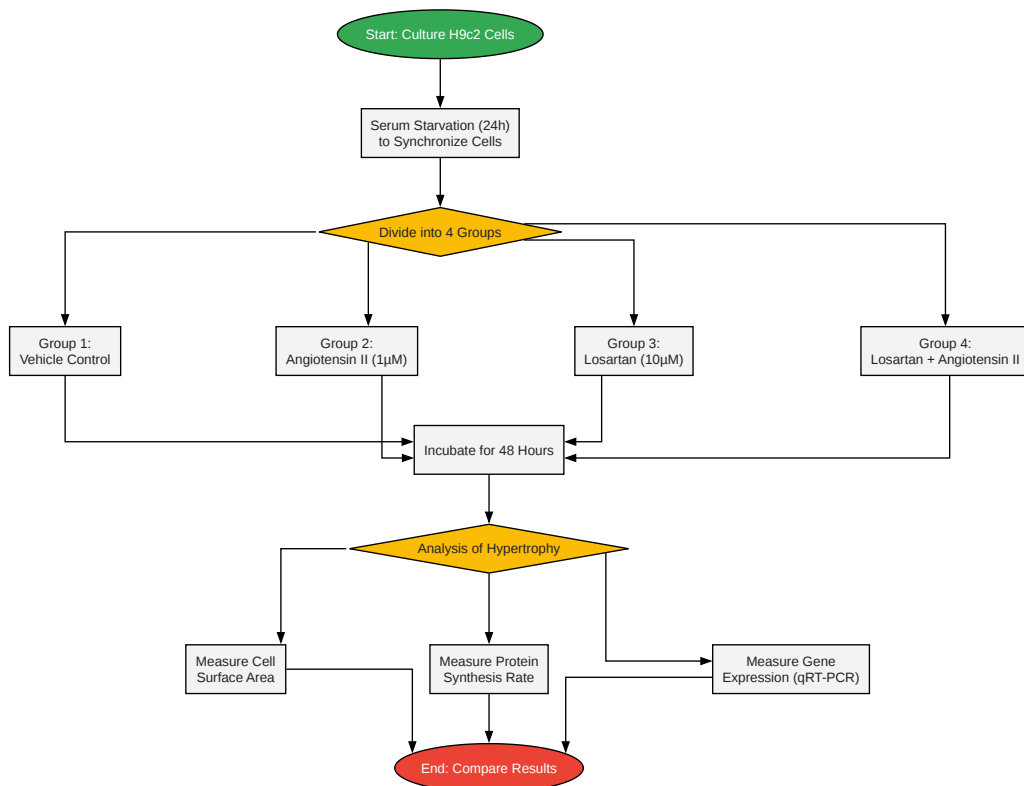 Start: Culture H9c2 Cells
Serum Starvation (24h)
to Synchronize Cells
Divide into 4 Groups
Group 1:
Vehicle Control
Group 2:
Angiotensin II (1µM)
Group 3:
Losartan (10µM)
Group 4:
Losartan + Angiotensin II
Incubate for 48 Hours
Analysis of Hypertrophy
Measure Cell
Surface Area
Measure Protein
Synthesis Rate
Measure Gene
Expression (qRT-PCR)
End: Compare Results